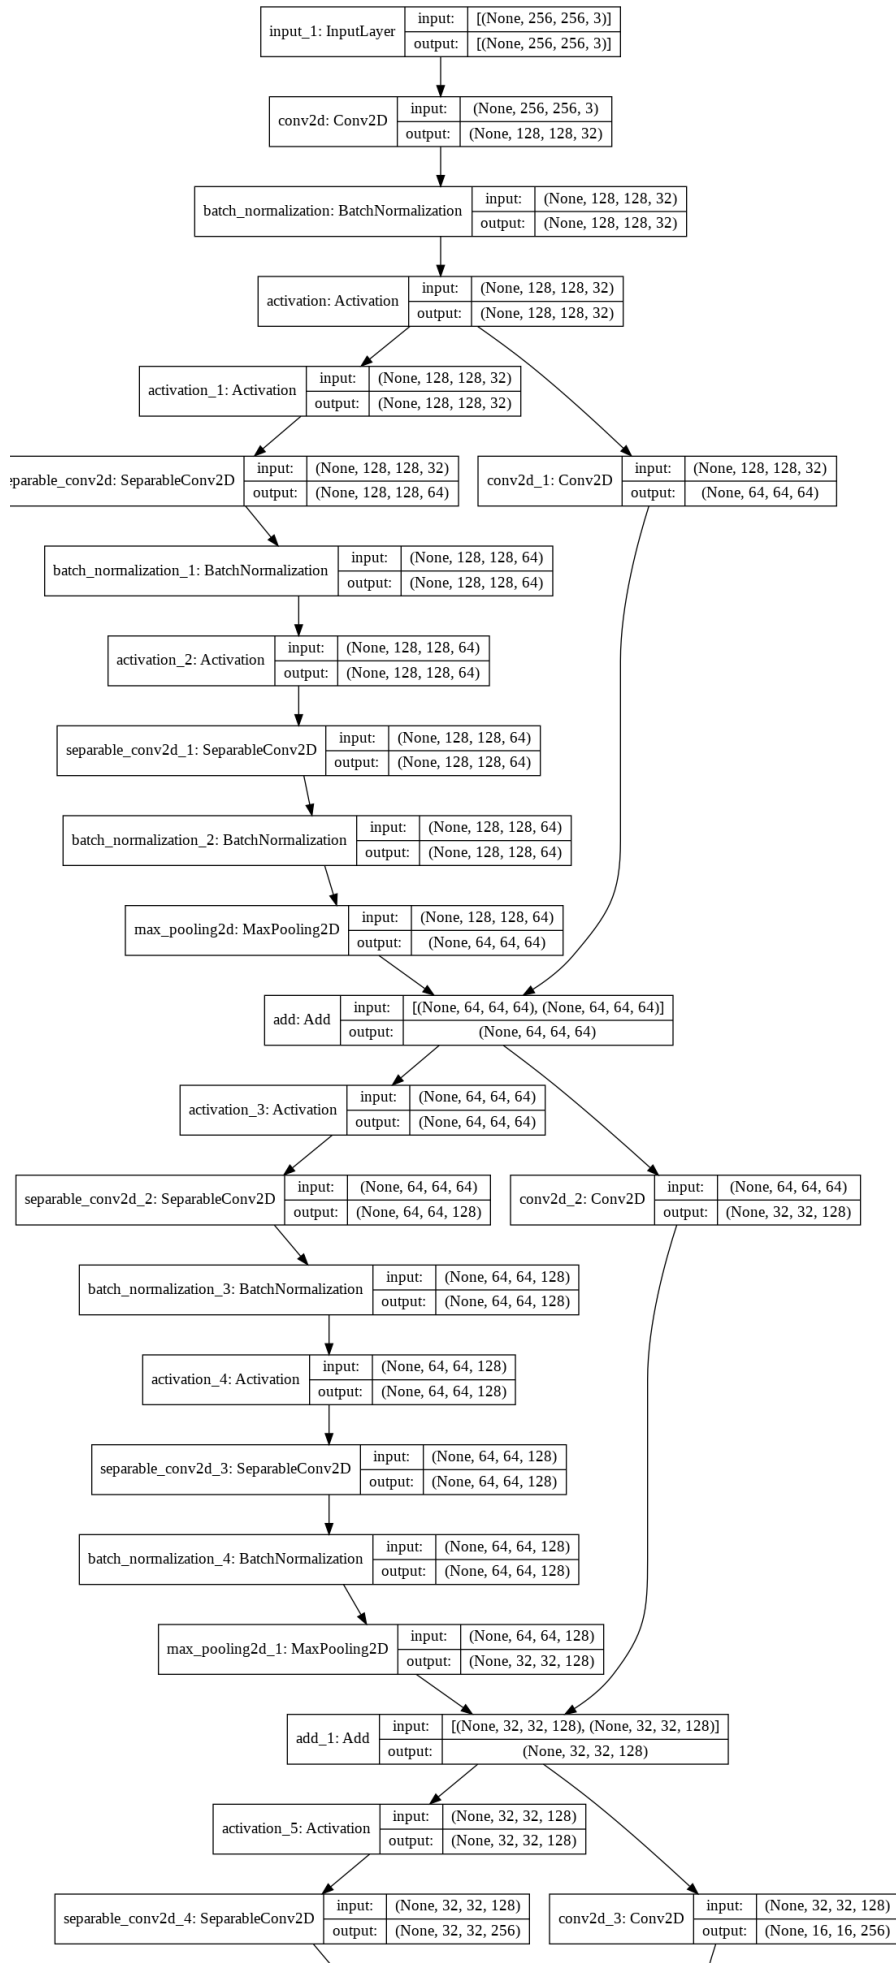 input_1: InputLayer input: [(None, 256, 256, 3)]
output: [(None, 256, 256, 3)]
conv2d: Conv2D input: (None, 256, 256, 3)
output: (None, 128, 128, 32)
batch_normalization: BatchNormalization input: (None, 128, 128, 32)
output: (None, 128, 128, 32)
activation: Activation input: (None, 128, 128, 32)
output: (None, 128, 128, 32)
activation_1: Activation input: (None, 128, 128, 32)
output: (None, 128, 128, 32)
eparable_conv2d: SeparableConv2D input: (None, 128, 128, 32)
output: (None, 128, 128, 64)
conv2d_1: Conv2D input: (None, 128, 128, 32)
output: (None, 64, 64, 64)
batch_normalization_1: BatchNormalization input: (None, 128, 128, 64)
output: (None, 128, 128, 64)
activation_2: Activation input: (None, 128, 128, 64)
output: (None, 128, 128, 64)
separable_conv2d_1: SeparableConv2D input: (None, 128, 128, 64)
output: (None, 128, 128, 64)
batch_normalization_2: BatchNormalization input: (None, 128, 128, 64)
output: (None, 128, 128, 64)
max_pooling2d: MaxPooling2D input: (None, 128, 128, 64)
output: (None, 64, 64, 64)
add: Add input: [(None, 64, 64, 64), (None, 64, 64, 64)]
output: (None, 64, 64, 64)
activation_3: Activation input: (None, 64, 64, 64)
output: (None, 64, 64, 64)
separable_conv2d_2: SeparableConv2D input: (None, 64, 64, 64)
output: (None, 64, 64, 128)
conv2d_2: Conv2D input: (None, 64, 64, 64)
output: (None, 32, 32, 128)
batch_normalization_3: BatchNormalization input: (None, 64, 64, 128)
output: (None, 64, 64, 128)
activation_4: Activation input: (None, 64, 64, 128)
output: (None, 64, 64, 128)
separable_conv2d_3: SeparableConv2D input: (None, 64, 64, 128)
output: (None, 64, 64, 128)
batch_normalization_4: BatchNormalization input: (None, 64, 64, 128)
output: (None, 64, 64, 128)
max_pooling2d_1: MaxPooling2D input: (None, 64, 64, 128)
output: (None, 32, 32, 128)
add_1: Add input: [(None, 32, 32, 128), (None, 32, 32, 128)]
output: (None, 32, 32, 128)
activation_5: Activation input: (None, 32, 32, 128)
output: (None, 32, 32, 128)
separable_conv2d_4: SeparableConv2D input: (None, 32, 32, 128)
output: (None, 32, 32, 256)
conv2d_3: Conv2D input: (None, 32, 32, 128)
output: (None, 16, 16, 256)